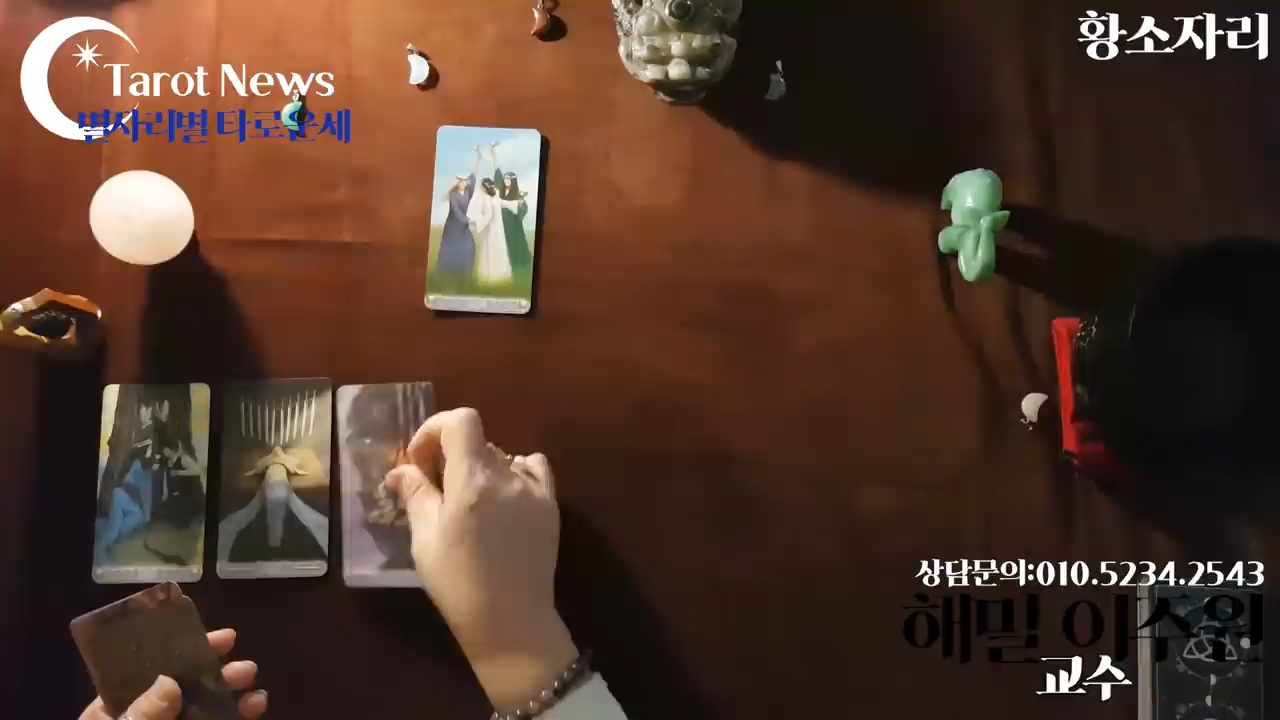 황소자리
Tarot News
별자리별 타로운세
상담문의:010.5234.2543
해밀 이주원
교수